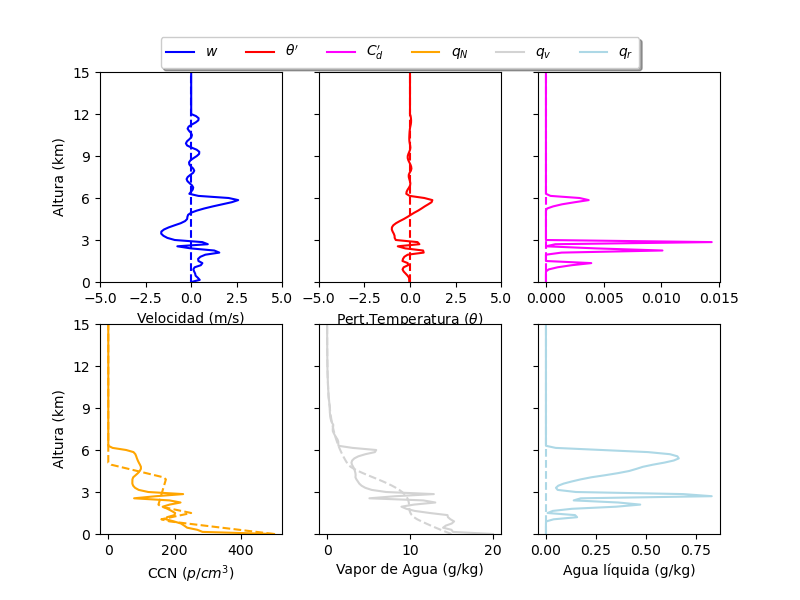 w θ′ C′d qN qv qr
15
12
9
6
3
0
Altura (km)
−5.0 −2.5 0.0 2.5 5.0
Velocidad (m/s)
−5.0 −2.5 0.0 2.5 5.0
Pert.Temperatura (θ)
0.000 0.005 0.010 0.015
15
12
9
6
3
0
Altura (km)
0 200 400
CCN (p/cm³)
0 10 20
Vapor de Agua (g/kg)
0.00 0.25 0.50 0.75
Agua líquida (g/kg)